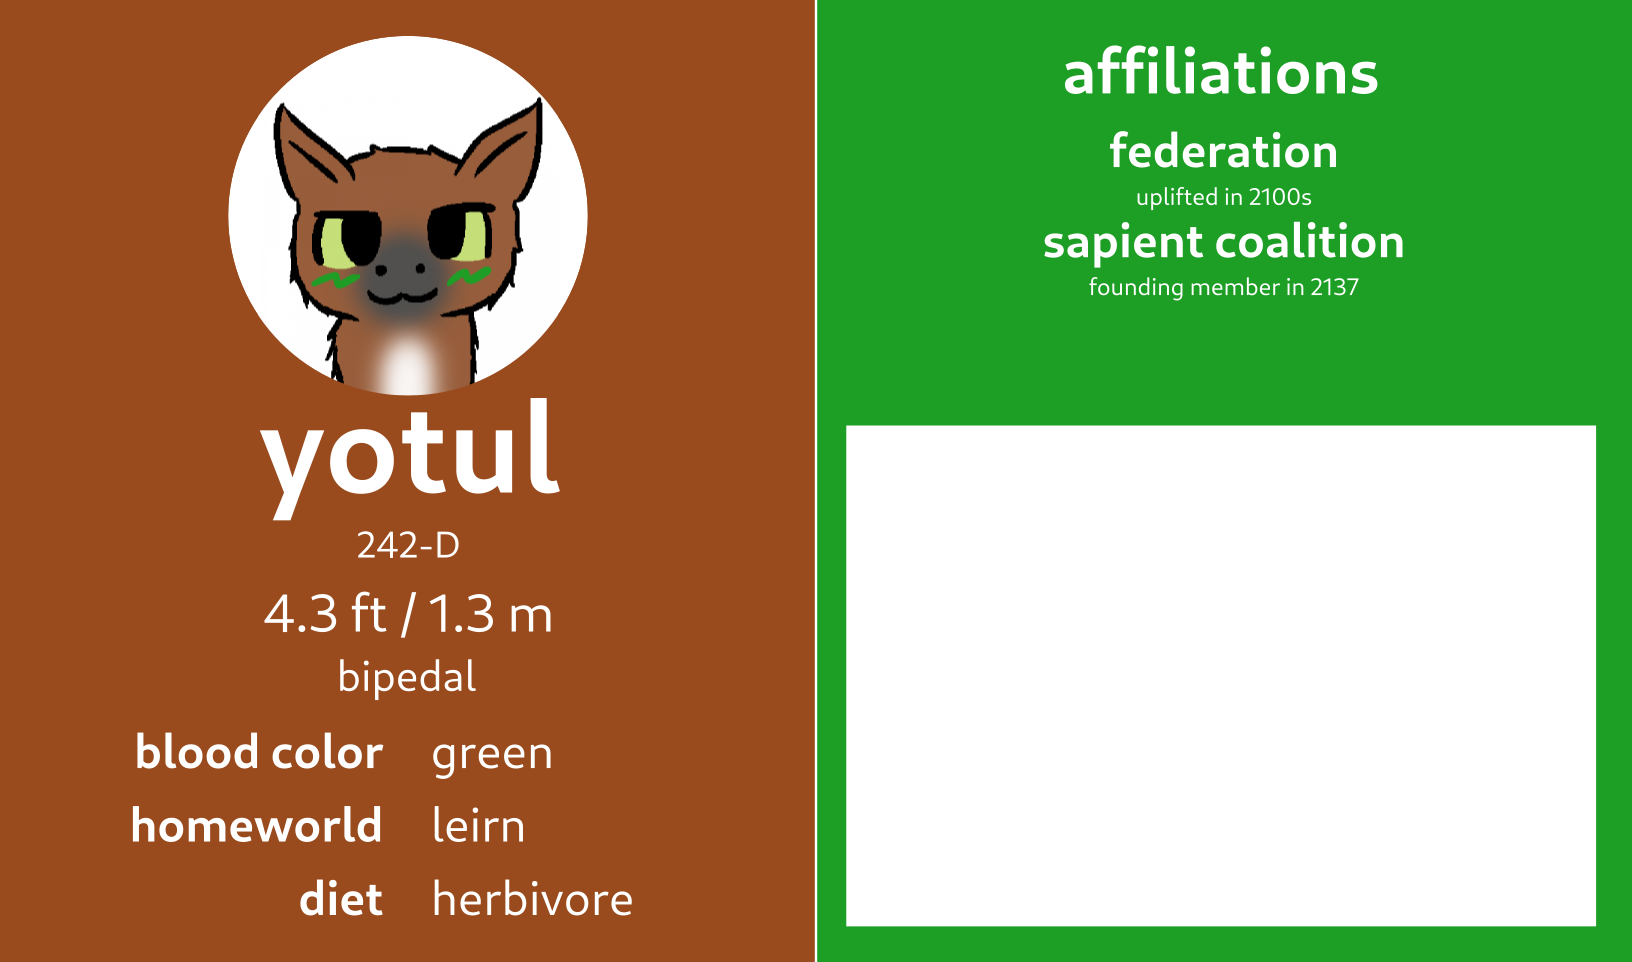 yotul
242-D
4.3 ft / 1.3 m
bipedal
blood color green
homeworld leirn
diet herbivore
affiliations
federation
uplifted in 2100s
sapient coalition
founding member in 2137